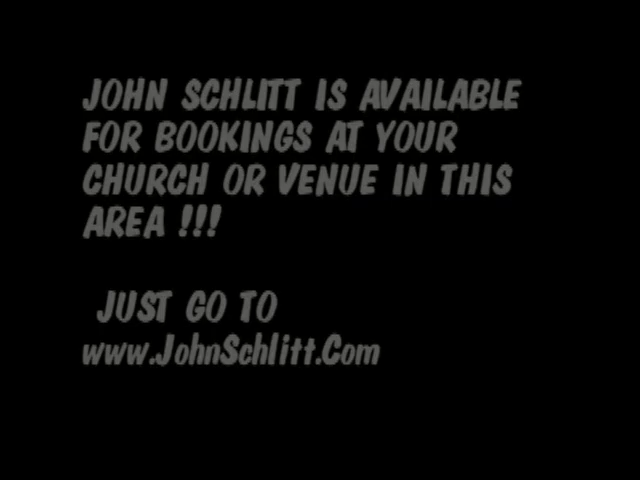 JOHN SCHLITT IS AVAILABLE
FOR BOOKINGS AT YOUR
CHURCH OR VENUE IN THIS
AREA !!!
JUST GO TO
www.JohnSchlitt.Com